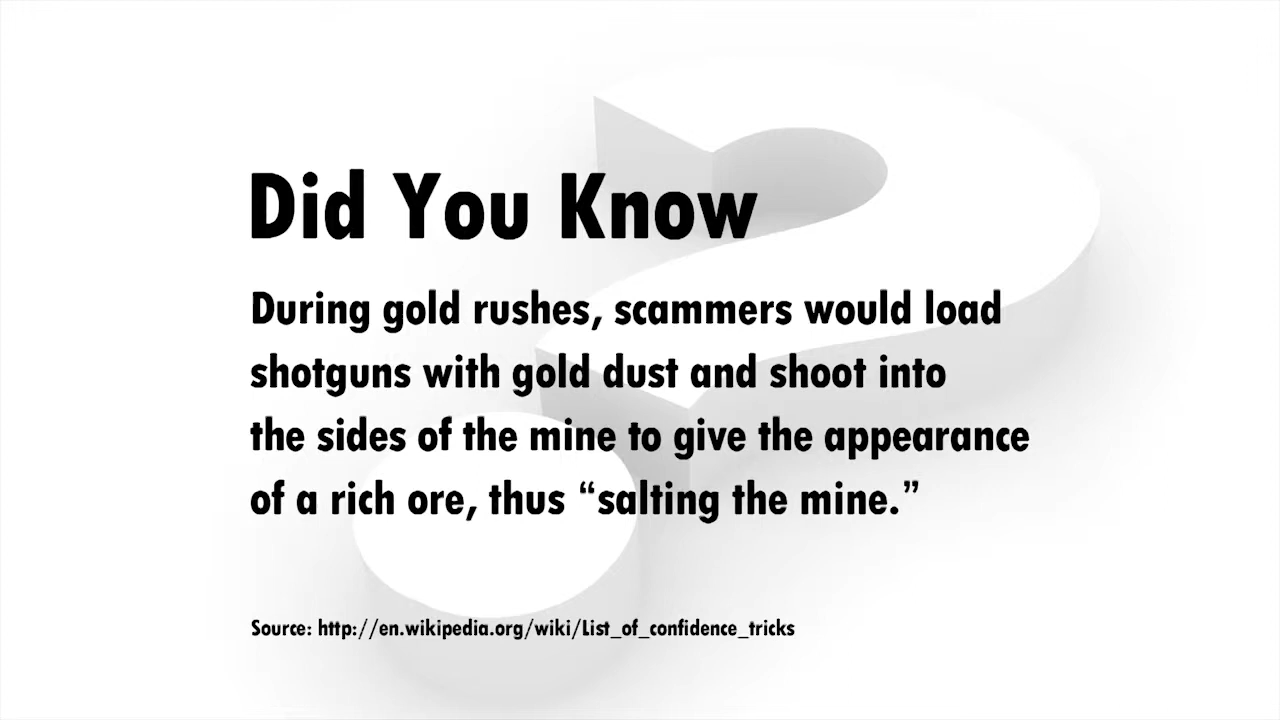 Did You Know
During gold rushes, scammers would load
shotguns with gold dust and shoot into
the sides of the mine to give the appearance
of a rich ore, thus “salting the mine.”
Source: http://en.wikipedia.org/wiki/List_of_confidence_tricks